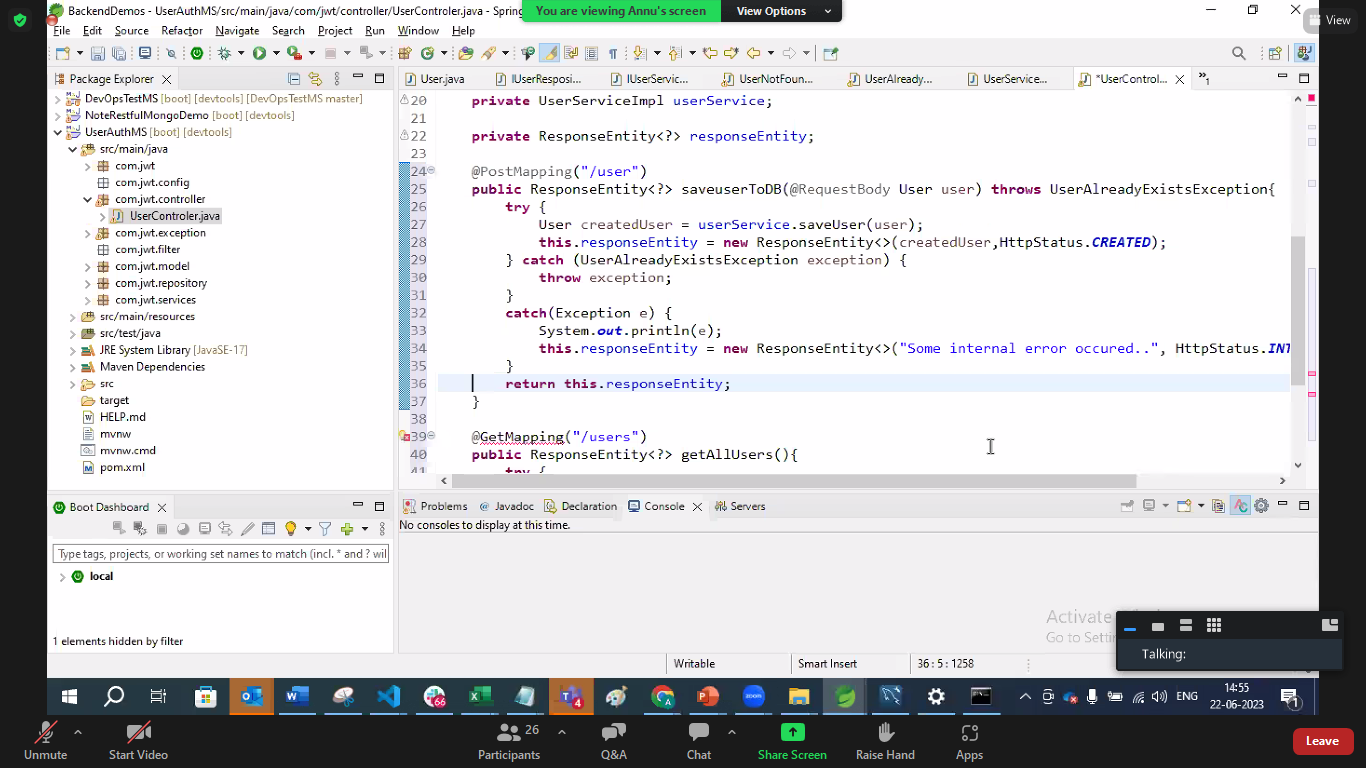 You are viewing Annu's screen
View Options
View
BackendDemos - UserAuthMS/src/main/java/com/jwt/controller/UserControler.java - Spring
File Edit Source Refactor Navigate Search Project Run Window Help
Package Explorer
User.java
IUserResposi...
IUserServic...
UserNotFoun...
UserAlready...
UserService...
*UserControl...
»1
DevOpsTestMS [boot] [devtools] [DevOpsTestMS master]
NoteRestfulMongoDemo [boot] [devtools]
UserAuthMS [boot] [devtools]
src/main/java
com.jwt
com.jwt.config
com.jwt.controller
UserControler.java
com.jwt.exception
com.jwt.filter
com.jwt.model
com.jwt.repository
com.jwt.services
src/main/resources
src/test/java
JRE System Library [JavaSE-17]
Maven Dependencies
src
target
HELP.md
mvnw
mvnw.cmd
pom.xml
20 private UserServiceImpl userService;
21
22 private ResponseEntity<?> responseEntity;
23
24 @PostMapping("/user")
25 public ResponseEntity<?> saveuserToDB(@RequestBody User user) throws UserAlreadyExistsException{
26 try {
27 User createdUser = userService.saveUser(user);
28 this.responseEntity = new ResponseEntity<>(createdUser,HttpStatus.CREATED);
29 } catch (UserAlreadyExistsException exception) {
30 throw exception;
31 }
32 catch(Exception e) {
33 System.out.println(e);
34 this.responseEntity = new ResponseEntity<>("Some internal error occured..", HttpStatus.INT
35 }
36 return this.responseEntity;
37 }
38
39 @GetMapping("/users")
40 public ResponseEntity<?> getAllUsers(){
41 try {
Boot Dashboard
Type tags, projects, or working set names to match (incl. * and ? wil
local
1 elements hidden by filter
Problems
@ Javadoc
Declaration
Console
Servers
No consoles to display at this time.
Activate
Go to Settin
Talking:
Writable
Smart Insert
36 : 5 : 1258
66
4
zoom
ENG
14:55
22-06-2023
1
Unmute
Start Video
Participants
26
Q&A
Chat
Share Screen
Raise Hand
Apps
Leave